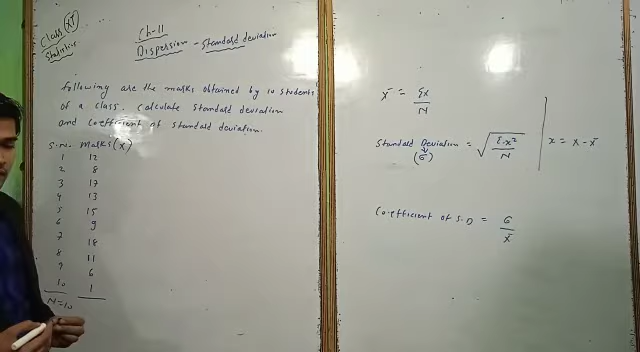 Class XI
Statistics
Ch-11
Dispersion - Standard deviation
following are the marks obtained by 10 students
of a class. Calculate Standard deviation
and coefficient of standard deviation.
S.N. Marks(X)
1 12
2 8
3 17
4 13
5 15
6 9
7 18
8 11
9 6
10 1
N=10
x̄ = Σx/N
Standard Deviation (σ) = √(Σx²/N) | x = X - x̄
Co-efficient of S.D = σ/x̄